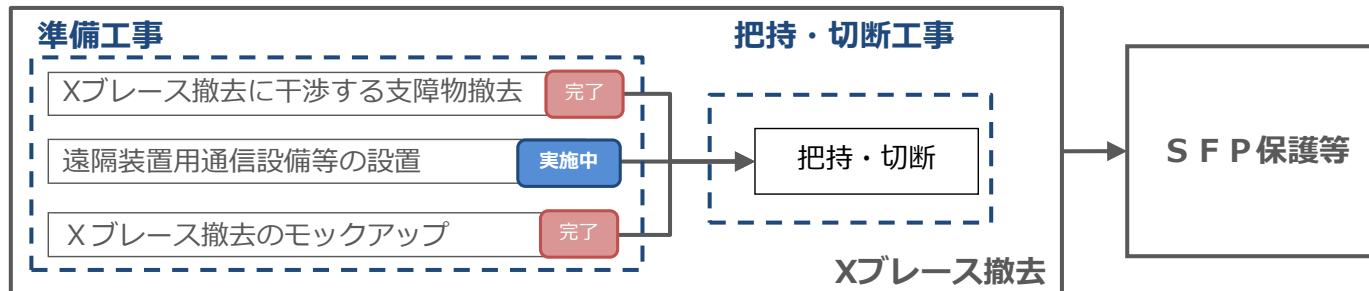 準備工事
Xブレース撤去に干渉する支障物撤去
完了
遠隔装置用通信設備等の設置
実施中
Ｘブレース撤去のモックアップ
完了
把持・切断工事
把持・切断
Xブレース撤去
ＳＦＰ保護等